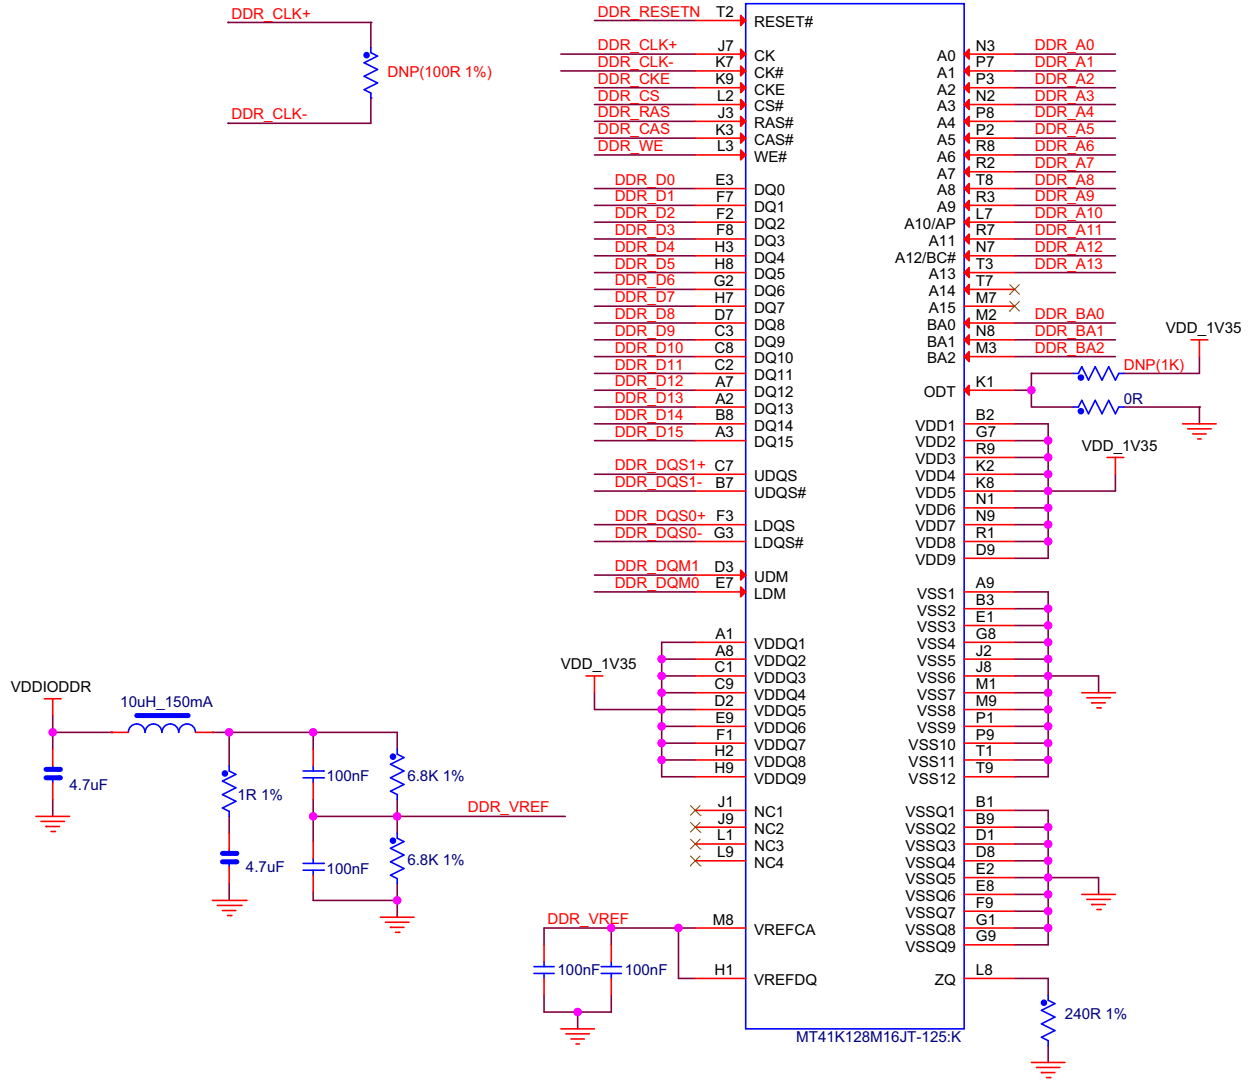 DDR_CLK+
DNP(100R 1%)
DDR_CLK-
DDR_RESETN T2 RESET#
DDR_CLK+ J7 CK
DDR_CLK- K7 CK#
DDR_CKE K9 CKE
DDR_CS L2 CS#
DDR_RAS J3 RAS#
DDR_CAS K3 CAS#
DDR_WE L3 WE#
DDR_D0 E3 DQ0
DDR_D1 F7 DQ1
DDR_D2 F2 DQ2
DDR_D3 F8 DQ3
DDR_D4 H3 DQ4
DDR_D5 H8 DQ5
DDR_D6 G2 DQ6
DDR_D7 H7 DQ7
DDR_D8 D7 DQ8
DDR_D9 C3 DQ9
DDR_D10 C8 DQ10
DDR_D11 C2 DQ11
DDR_D12 A7 DQ12
DDR_D13 A2 DQ13
DDR_D14 B8 DQ14
DDR_D15 A3 DQ15
DDR_DQS1+ C7 UDQS
DDR_DQS1- B7 UDQS#
DDR_DQS0+ F3 LDQS
DDR_DQS0- G3 LDQS#
DDR_DQM1 D3 UDM
DDR_DQM0 E7 LDM
VDD_1V35
A1 VDDQ1
A8 VDDQ2
C1 VDDQ3
C9 VDDQ4
D2 VDDQ5
E9 VDDQ6
F1 VDDQ7
H2 VDDQ8
H9 VDDQ9
J1 NC1
J9 NC2
L1 NC3
L9 NC4
DDR_VREF M8 VREFCA
H1 VREFDQ
100nF 100nF
A0 N3 DDR_A0
A1 P7 DDR_A1
A2 P3 DDR_A2
A3 N2 DDR_A3
A4 P8 DDR_A4
A5 P2 DDR_A5
A6 R8 DDR_A6
A7 R2 DDR_A7
A8 T8 DDR_A8
A9 R3 DDR_A9
A10/AP L7 DDR_A10
A11 R7 DDR_A11
A12/BC# N7 DDR_A12
A13 T3 DDR_A13
A14 T7
A15 M7
BA0 M2 DDR_BA0
BA1 N8 DDR_BA1
BA2 M3 DDR_BA2
VDD_1V35
DNP(1K)
ODT K1
0R
VDD1 B2
VDD2 G7
VDD3 R9
VDD4 K2
VDD5 K8
VDD6 N1
VDD7 N9
VDD8 R1
VDD9 D9
VDD_1V35
VSS1 A9
VSS2 B3
VSS3 E1
VSS4 G8
VSS5 J2
VSS6 J8
VSS7 M1
VSS8 M9
VSS9 P1
VSS10 P9
VSS11 T1
VSS12 T9
VSSQ1 B1
VSSQ2 B9
VSSQ3 D1
VSSQ4 D8
VSSQ5 E2
VSSQ6 E8
VSSQ7 F9
VSSQ8 G1
VSSQ9 G9
ZQ L8
240R 1%
MT41K128M16JT-125:K
VDDIODDR
10uH_150mA
4.7uF
1R 1%
4.7uF
100nF
6.8K 1%
DDR_VREF
100nF
6.8K 1%